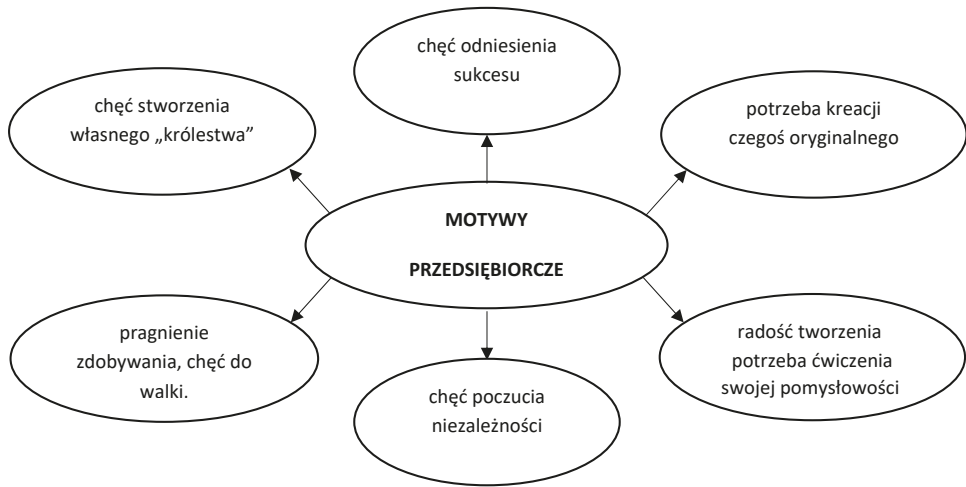 chęć odniesienia
sukcesu
chęć stworzenia
własnego „królestwa”
potrzeba kreacji
czegoś oryginalnego
MOTYWY
PRZEDSIĘBIORCZE
pragnienie
zdobywania, chęć do
walki.
chęć poczucia
niezależności
radość tworzenia
potrzeba ćwiczenia
swojej pomysłowości